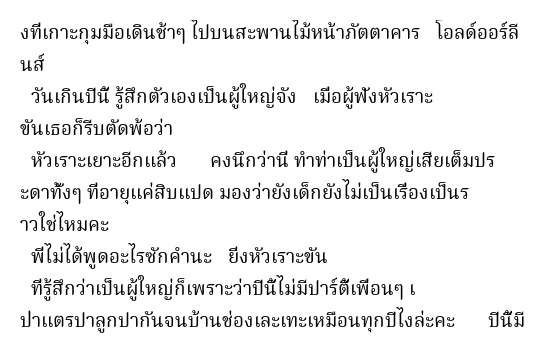 งที่เกาะกุมมือเดินช้าๆ ไปบนสะพานไม้หน้าภัตตาคาร   โอลด์ออร์ลี
นส์
  วันเกินปีนี้ รู้สึกตัวเองเป็นผู้ใหญ่จัง   เมื่อผู้ฟังหัวเราะ
ขันเธอก็รีบตัดพ้อว่า
  หัวเราะเยาะอีกแล้ว      คงนึกว่านี ทำท่าเป็นผู้ใหญ่เสียเต็มปร
ะดาทั้งๆ ที่อายุแค่สิบแปด มองว่ายังเด็กยังไม่เป็นเรื่องเป็นร
าวใช่ไหมคะ
  พี่ไม่ได้พูดอะไรซักคำนะ   ยิ่งหัวเราะขัน
  ที่รู้สึกว่าเป็นผู้ใหญ่ก็เพราะว่าปีนี้ไม่มีปาร์ตี้เพื่อนๆ เ
ปาแตรปาลูกปากันจนบ้านช่องเละเทะเหมือนทุกปีไงล่ะคะ      ปีนี้มี